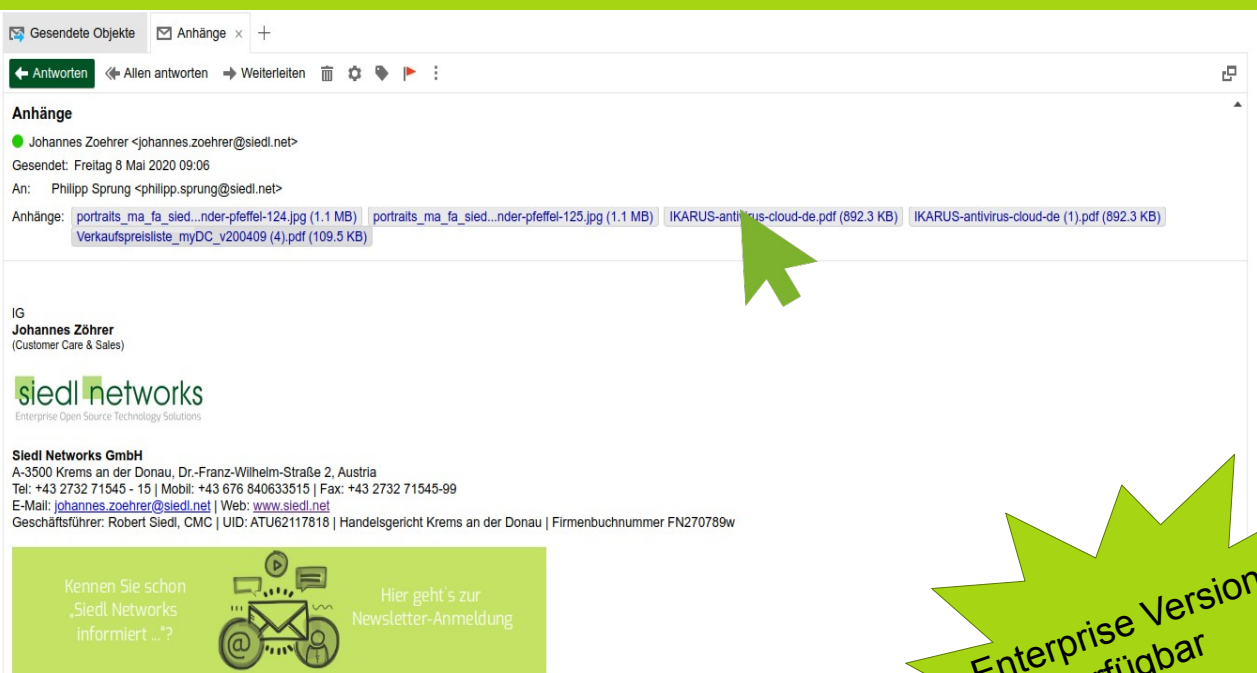 Gesendete Objekte Anhänge × +
Antworten Allen antworten Weiterleiten
Anhänge
Johannes Zoehrer <johannes.zoehrer@siedl.net>
Gesendet: Freitag 8 Mai 2020 09:06
An: Philipp Sprung <philipp.sprung@siedl.net>
Anhänge: portraits_ma_fa_sied...nder-pfeffel-124.jpg (1.1 MB) portraits_ma_fa_sied...nder-pfeffel-125.jpg (1.1 MB) IKARUS-antivirus-cloud-de.pdf (892.3 KB) IKARUS-antivirus-cloud-de (1).pdf (892.3 KB)
Verkaufspreisliste_myDC_v200409 (4).pdf (109.5 KB)
IG
Johannes Zöhrer
(Customer Care & Sales)
siedl networks
Enterprise Open Source Technology Solutions
Siedl Networks GmbH
A-3500 Krems an der Donau, Dr.-Franz-Wilhelm-Straße 2, Austria
Tel: +43 2732 71545 - 15 | Mobil: +43 676 840633515 | Fax: +43 2732 71545-99
E-Mail: johannes.zoehrer@siedl.net | Web: www.siedl.net
Geschäftsführer: Robert Siedl, CMC | UID: ATU62117818 | Handelsgericht Krems an der Donau | Firmenbuchnummer FN270789w
Kennen Sie schon
„Siedl Networks
informiert ..."?
Hier geht's zur
Newsletter-Anmeldung
Enterprise Version